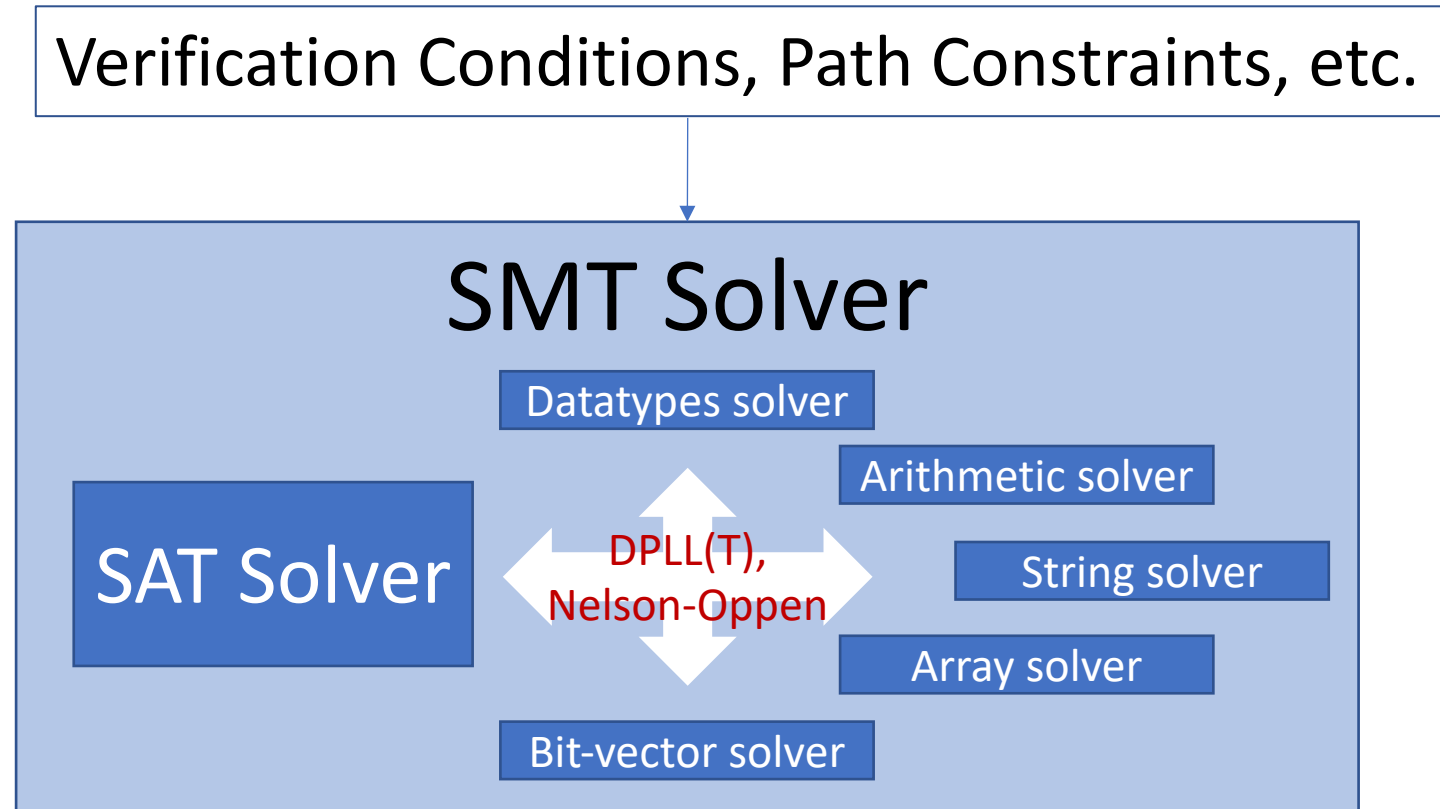 Verification Conditions, Path Constraints, etc.
SMT Solver
Datatypes solver
Arithmetic solver
SAT Solver
DPLL(T),
Nelson-Oppen
String solver
Array solver
Bit-vector solver